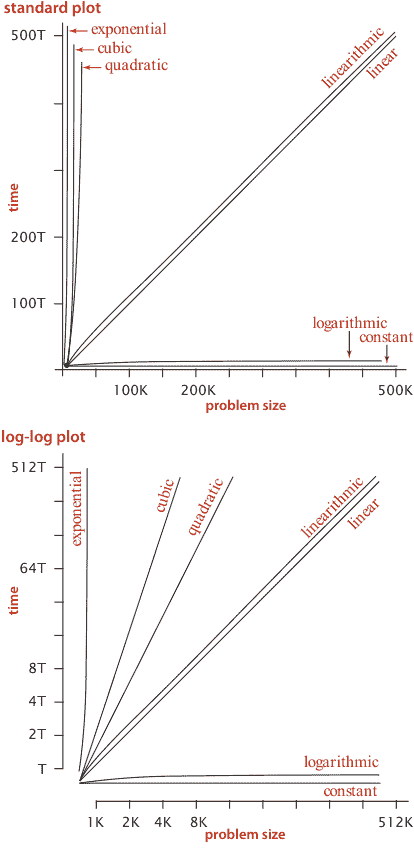 standard plot
500T
exponential
cubic
quadratic
linearithmic
linear
time
200T
100T
logarithmic
constant
100K 200K 500K
problem size
log-log plot
512T
exponential
cubic
quadratic
linearithmic
linear
64T
time
8T
4T
2T
T
logarithmic
constant
1K 2K 4K 8K 512K
problem size